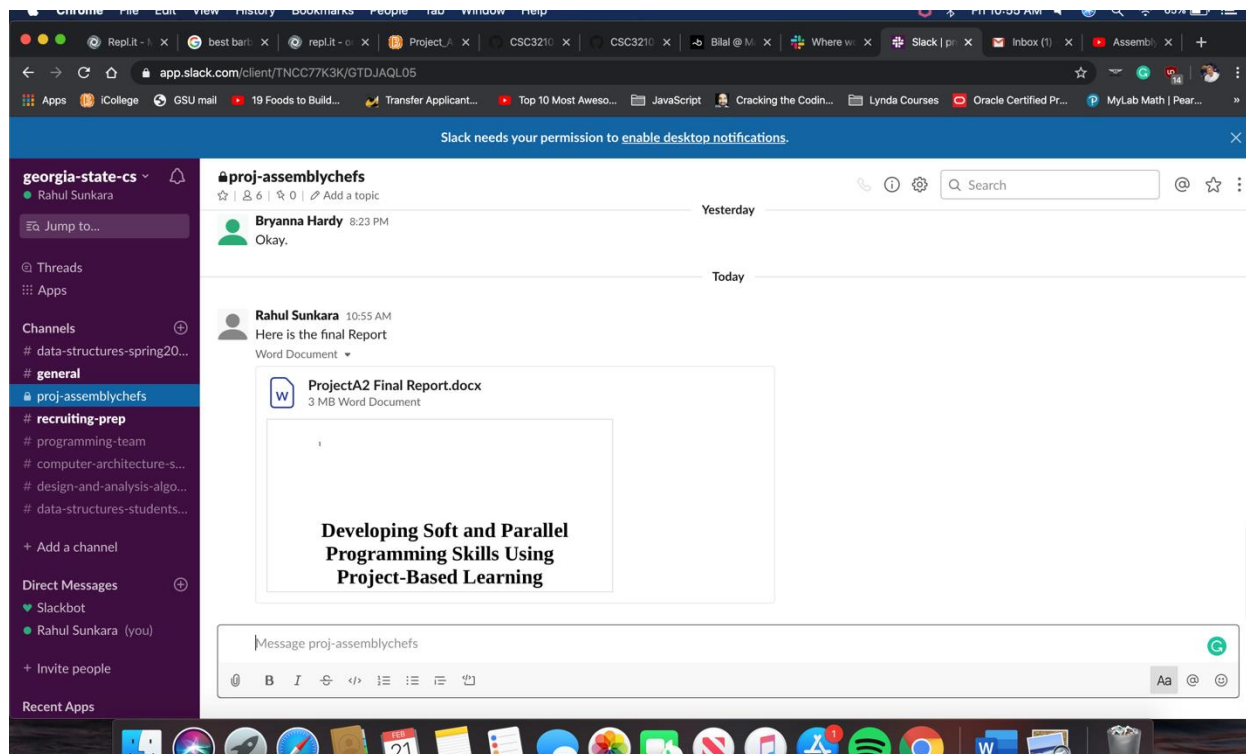 Chrome File Edit View History Bookmarks People Tab Window Help Fri 10:55 AM 65%
Repl.it - best barb repl.it - Project_A CSC3210 CSC3210 Bilal @ M Where w Slack | pr Inbox (1) Assembl
app.slack.com/client/TNCC77K3K/GTDJAQL05 14
Apps iCollege GSU mail 19 Foods to Build... Transfer Applicant... Top 10 Most Aweso... JavaScript Cracking the Codin... Lynda Courses Oracle Certified Pr... MyLab Math | Pear... »
Slack needs your permission to enable desktop notifications.
georgia-state-cs
Rahul Sunkara
Jump to...
Threads
Apps
Channels
# data-structures-spring20...
# general
proj-assemblychefs
# recruiting-prep
# programming-team
# computer-architecture-s...
# design-and-analysis-algo...
# data-structures-students...
+ Add a channel
Direct Messages
Slackbot
Rahul Sunkara (you)
+ Invite people
Recent Apps
proj-assemblychefs
6 | 0 | Add a topic
Search
Yesterday
Bryanna Hardy 8:23 PM
Okay.
Today
Rahul Sunkara 10:55 AM
Here is the final Report
Word Document
W ProjectA2 Final Report.docx
3 MB Word Document
Developing Soft and Parallel
Programming Skills Using
Project-Based Learning
Message proj-assemblychefs
B I Aa @
FEB
21
1
W